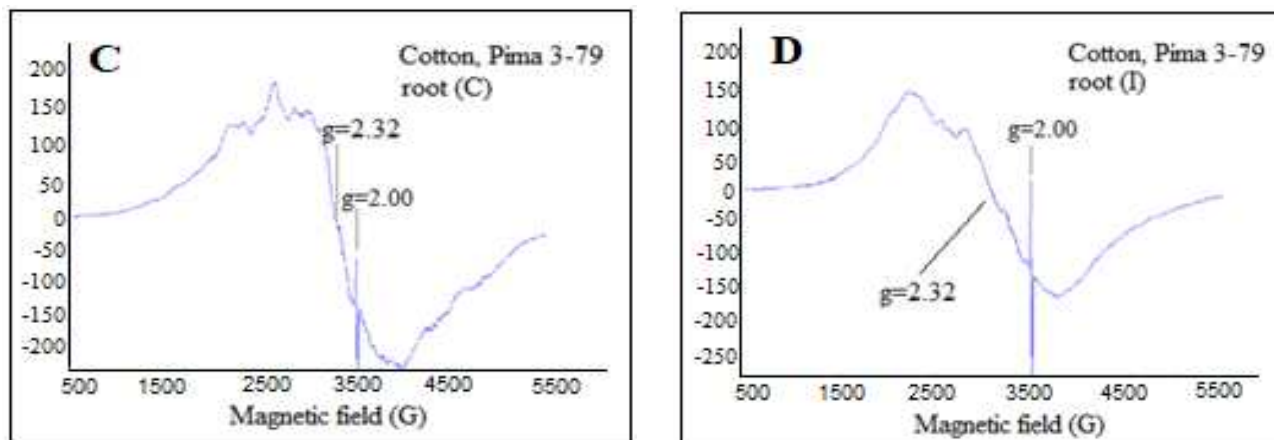 C
Cotton, Pima 3-79
root (C)
g=2.32
g=2.00
200
150
100
50
0
-50
-100
-150
-200
500 1500 2500 3500 4500 5500
Magnetic field (G)
D
Cotton, Pima 3-79
root (I)
g=2.00
g=2.32
200
150
100
50
0
-50
-100
-150
-200
-250
500 1500 2500 3500 4500 5500
Magnetic field (G)